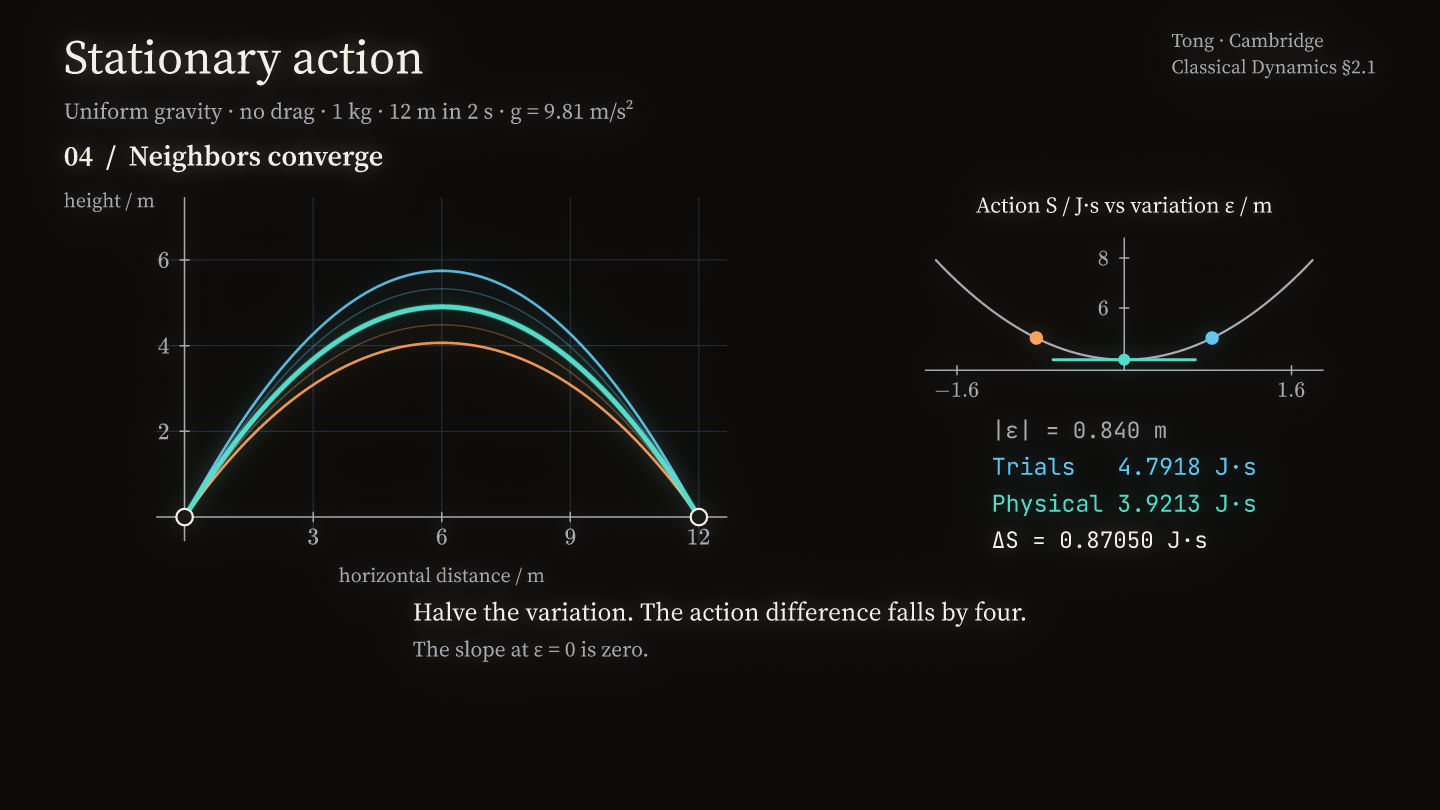 Stationary action
Tong · Cambridge
Classical Dynamics §2.1
Uniform gravity · no drag · 1 kg · 12 m in 2 s · g = 9.81 m/s²
04 / Neighbors converge
height / m
6
4
2
3
6
9
12
horizontal distance / m
Action S / J·s vs variation ε / m
8
6
−1.6
1.6
|ε| = 0.840 m
Trials 4.7918 J·s
Physical 3.9213 J·s
ΔS = 0.87050 J·s
Halve the variation. The action difference falls by four.
The slope at ε = 0 is zero.